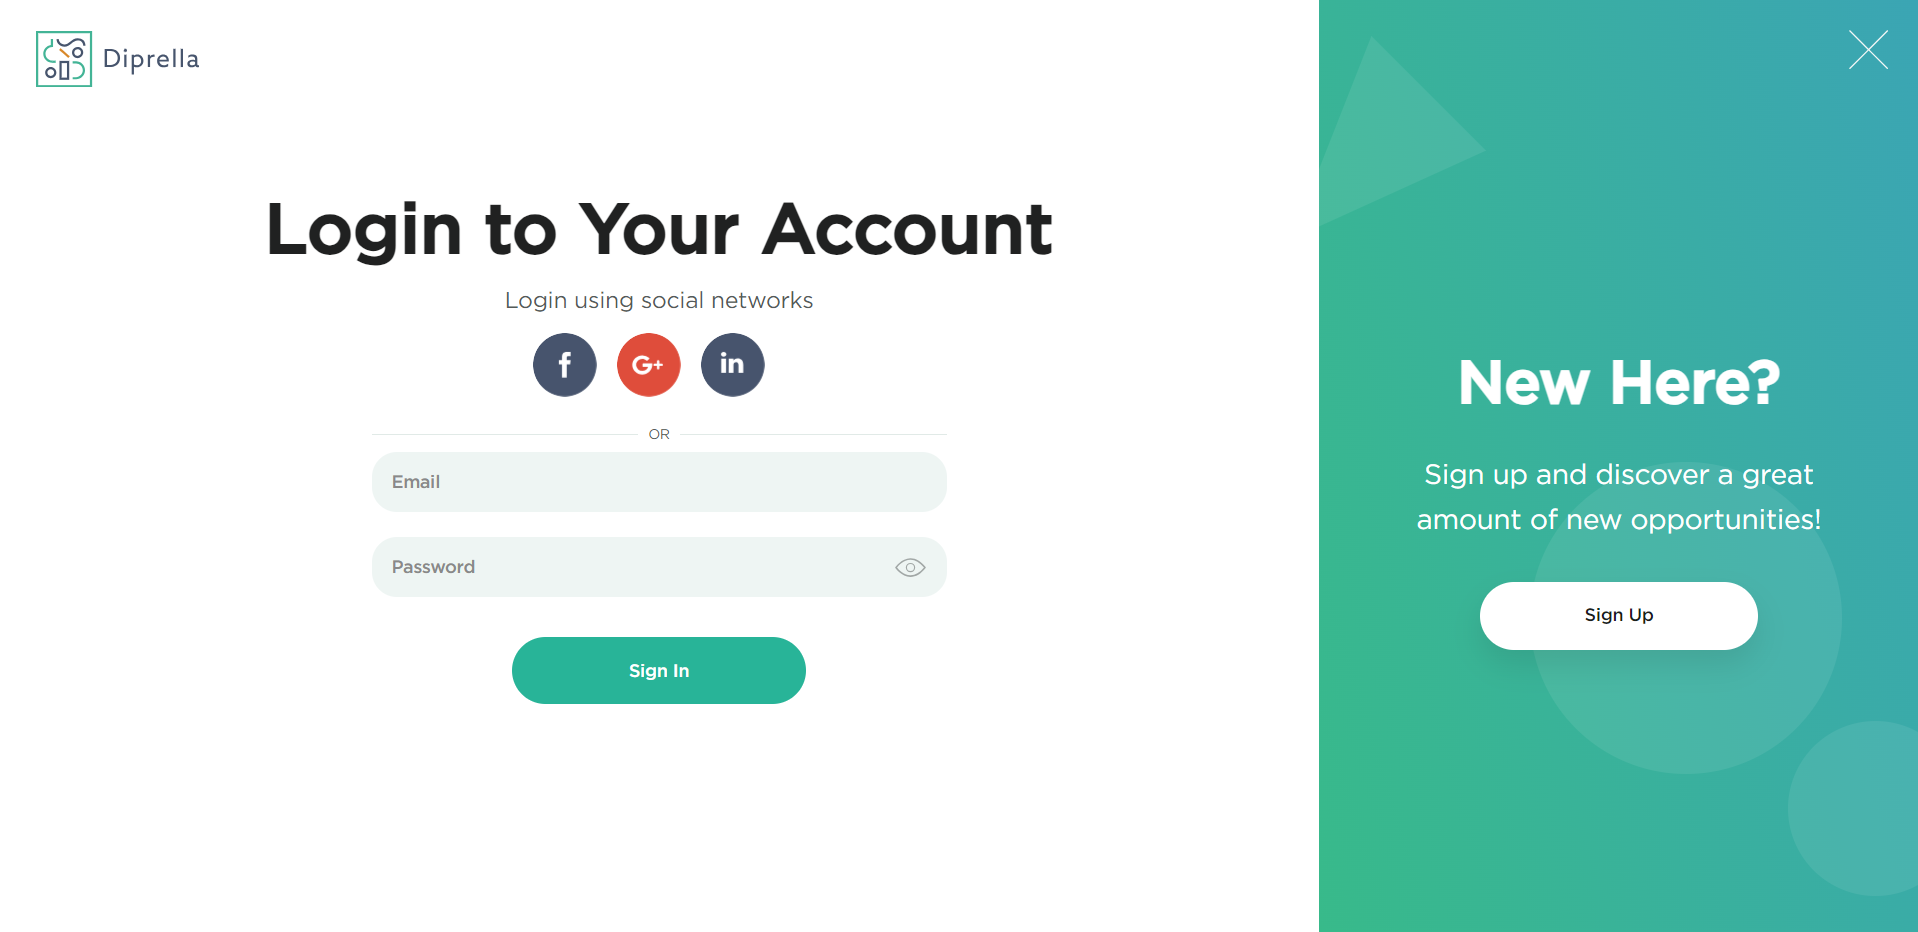 Diprella
Login to Your Account
Login using social networks
f
G+
in
OR
Email
Password
Sign In
New Here?
Sign up and discover a great
amount of new opportunities!
Sign Up